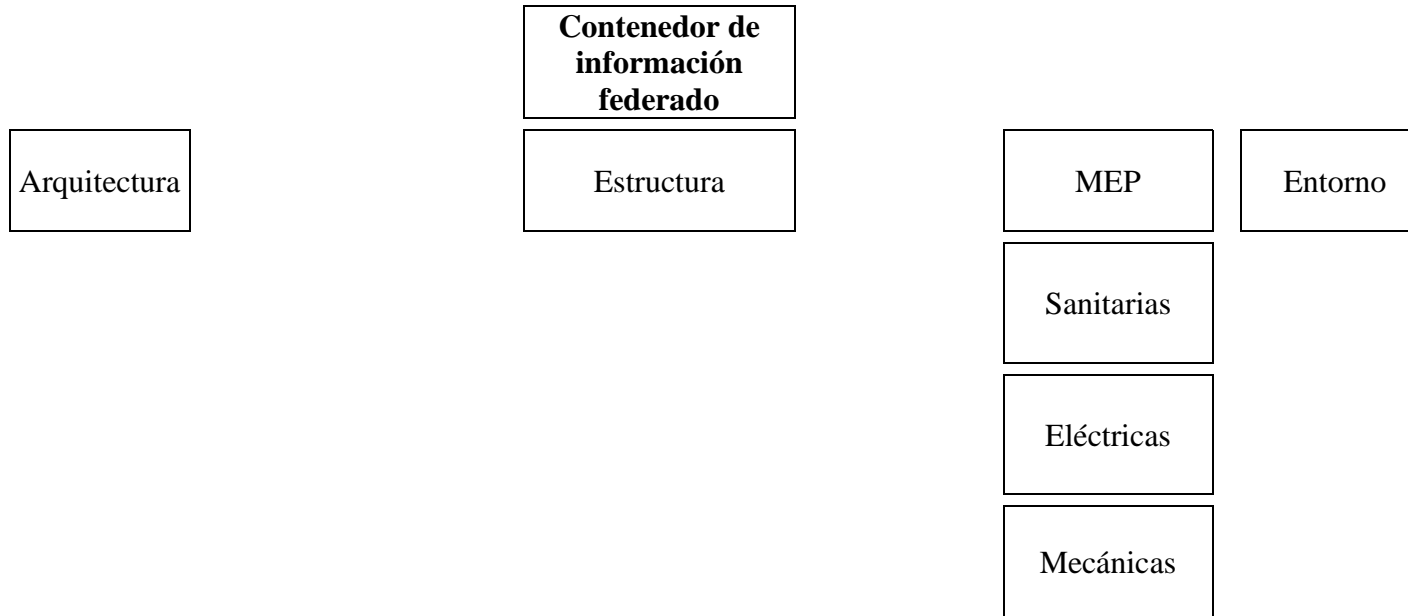 Contenedor de
información
federado
Arquitectura
Estructura
MEP
Entorno
Sanitarias
Eléctricas
Mecánicas